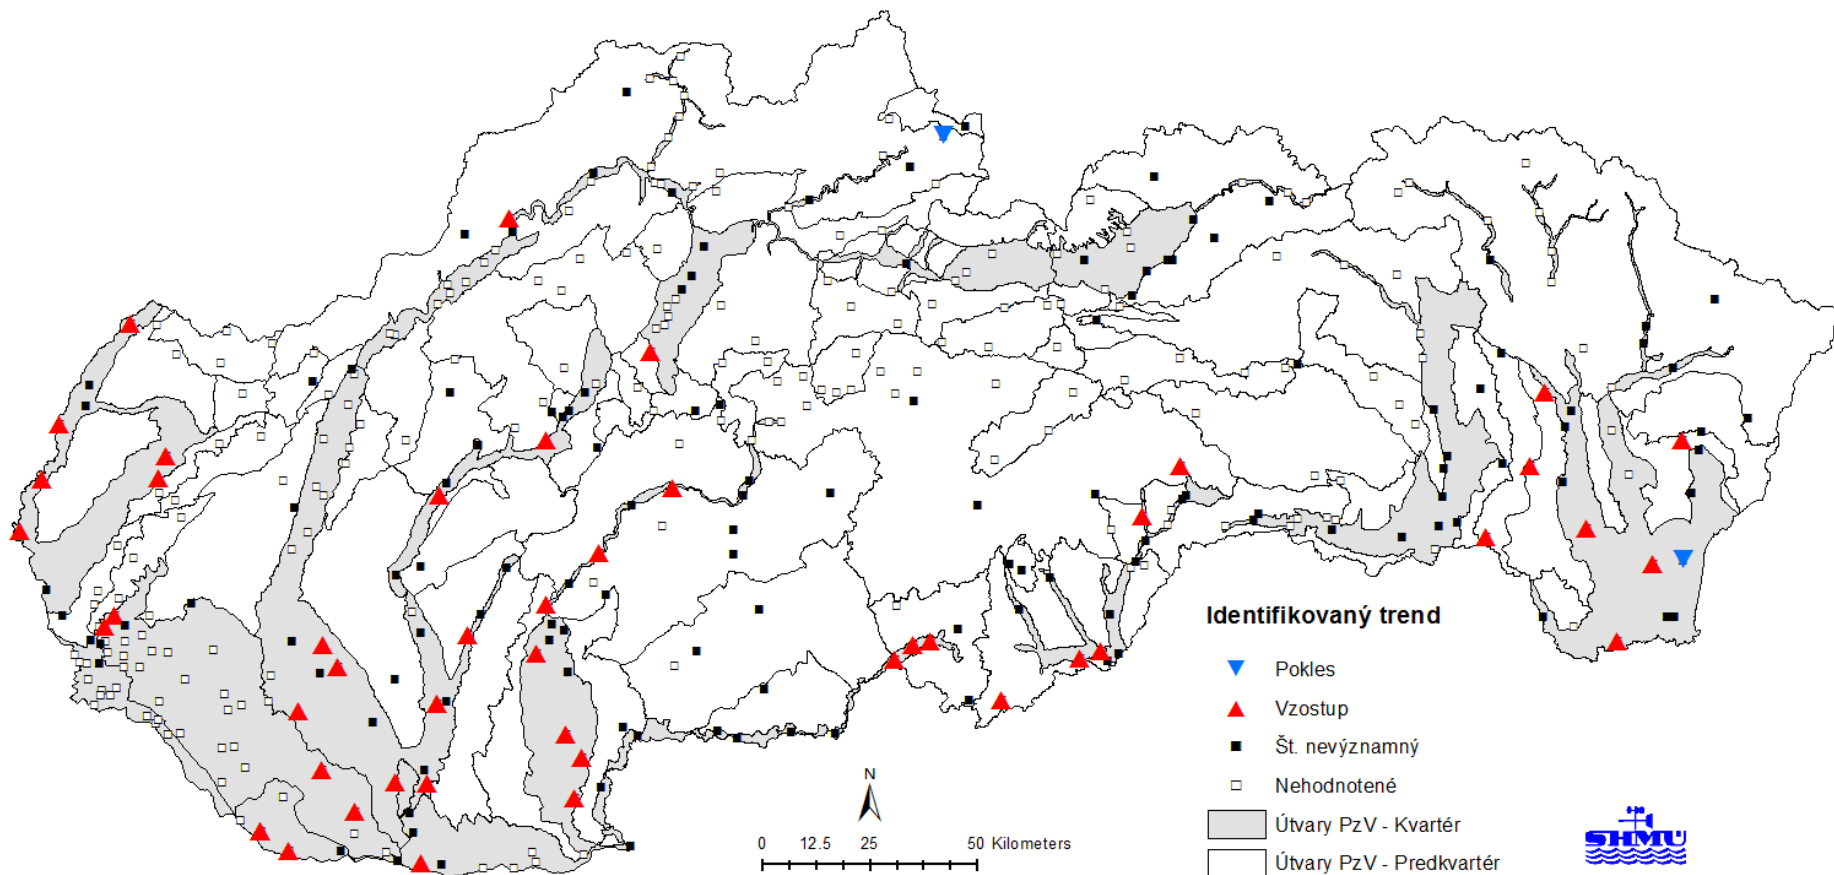 Identifikovaný trend
Pokles
Vzostup
Št. nevýznamný
Nehodnotené
Útvary PzV - Kvartér
Útvary PzV - Predkvartér
N
0 12.5 25 50 Kilometers
SHMÚ